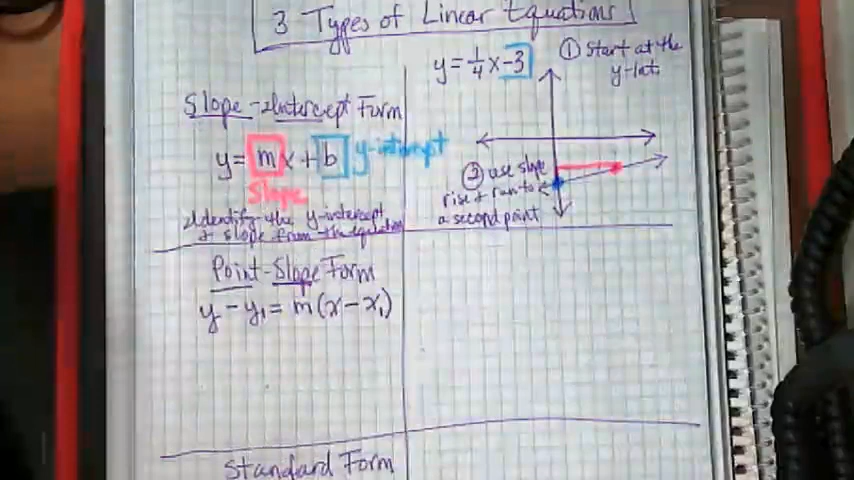 3 Types of Linear Equations
Slope-Intercept Form
y = mx + b y-intercept
Slope
Identify the y-intercept
+ slope from the equation
y = 1/4 x - 3
① Start at the
y-int.
② use slope
rise + run to
a second point
Point-Slope Form
y - y₁ = m(x - x₁)
Standard Form